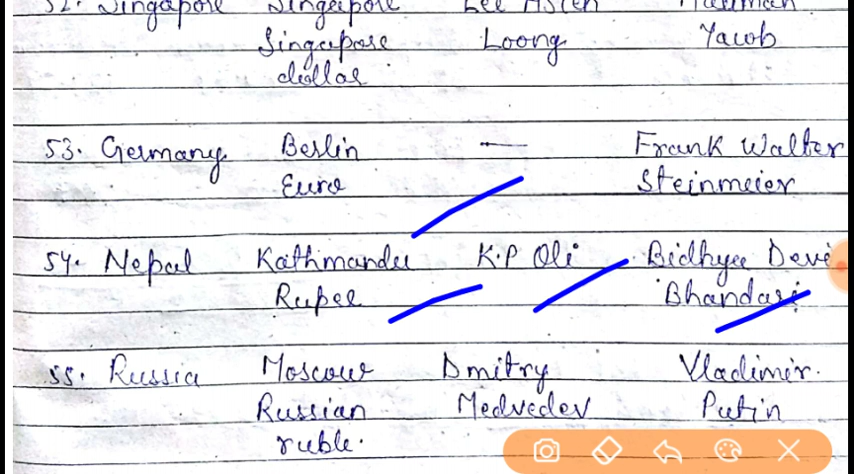 52. Singapore Singapore Lee Hsien
Singapore Loong Yacob
dollar
53. Germany Berlin — Frank Walter
Euro Steinmeier
54. Nepal Kathmandu K.P Oli Bidhya Devi
Rupee Bhandari
55. Russia Moscow Dmitry Vladimir.
Russian Medvedev Putin
ruble.